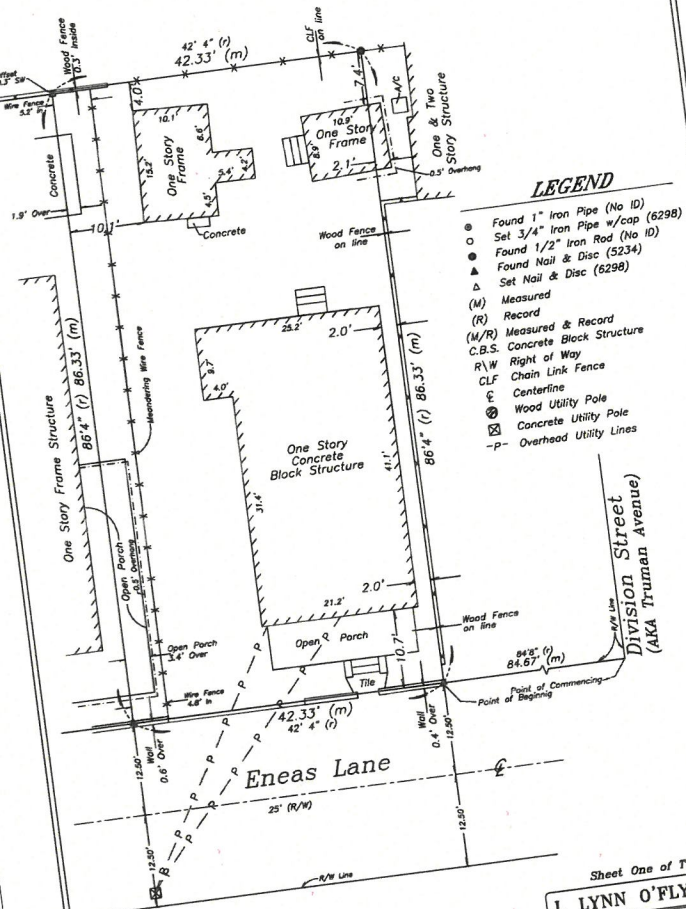 Wood Fence
0.3' Inside
CLF
on line
42' 4" (r)
42.33' (m)
Wire Fence
5.2' In
4.0'
7.4'
A/C
One & Two
Story Structure
10.1'
6.6'
15.2'
One Story
Frame
5.4'
4.2'
4.5'
10.9'
One Story
Frame
8.9'
2.1'
0.5' Overhang
Concrete
1.9' Over
10.1'
Concrete
Wood Fence
on line
LEGEND
Found 1" Iron Pipe (No ID)
Set 3/4" Iron Pipe w/cap (6298)
Found 1/2" Iron Rod (No ID)
Found Nail & Disc (5234)
Set Nail & Disc (6298)
(M) Measured
(R) Record
(M/R) Measured & Record
C.B.S. Concrete Block Structure
R\W Right of Way
CLF Chain Link Fence
℄ Centerline
Wood Utility Pole
Concrete Utility Pole
-P- Overhead Utility Lines
86'4" (r) 86.33' (m)
Meandering Wire Fence
25.2'
2.0'
9.7'
4.0'
One Story
Concrete
Block Structure
41.1'
31.4'
86'4" (r) 86.33' (m)
One Story Frame Structure
Open Porch
0.5' Overhang
2.0'
21.2'
Open Porch
10.7'
Wood Fence
on line
Tile
Open Porch
3.4' Over
Wire Fence
4.8' In
Division Street
(AKA Truman Avenue)
R/W Line
84'8" (r)
84.67' (m)
Point of Commencing
Point of Beginnig
42.33' (m)
42' 4" (r)
Wall
0.6' Over
Wall
0.4' Over
12.50'
12.50'
Eneas Lane
℄
25' (R/W)
12.50'
12.50'
P P P P P
P P P P P
R/W Line
Sheet One of T
J. LYNN O'FLY